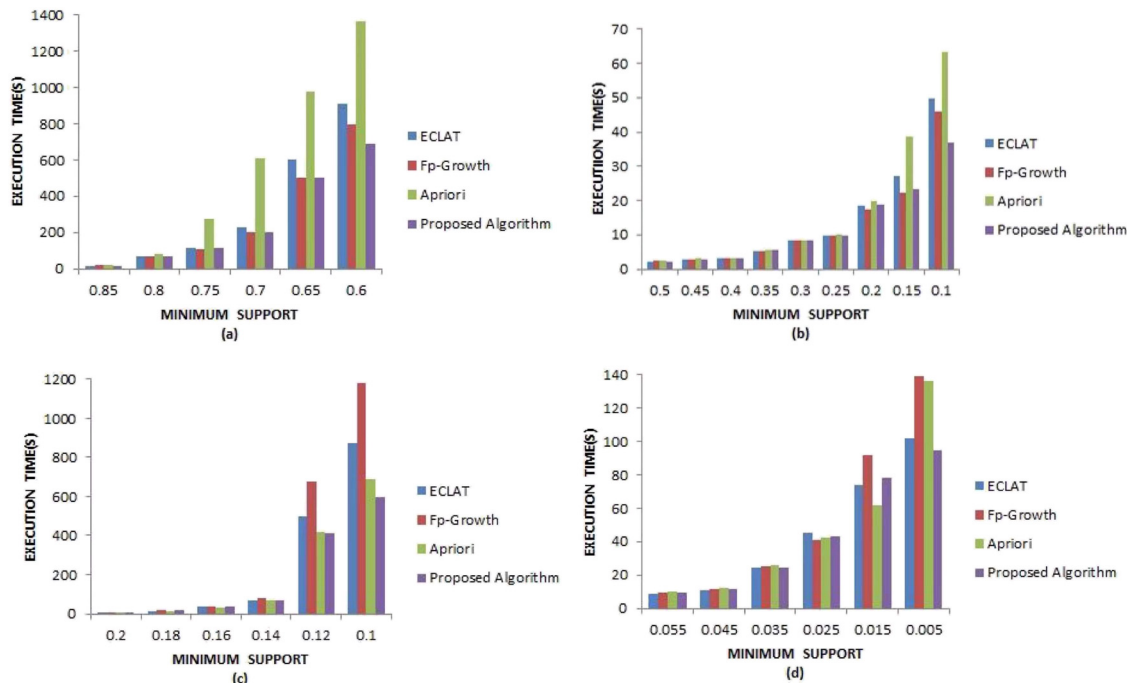 1400
1200
1000
800
600
400
200
0
EXECUTION TIME(S)
0.85 0.8 0.75 0.7 0.65 0.6
MINIMUM SUPPORT
(a)
ECLAT
Fp-Growth
Apriori
Proposed Algorithm
70
60
50
40
30
20
10
0
EXECUTIION TIME(S)
0.5 0.45 0.4 0.35 0.3 0.25 0.2 0.15 0.1
MINIMUM SUPPORT
(b)
ECLAT
Fp-Growth
Apriori
Proposed Algorithm
1200
1000
800
600
400
200
0
EXECUTION TIME(S)
0.2 0.18 0.16 0.14 0.12 0.1
MINIMUM SUPPORT
(c)
ECLAT
Fp-Growth
Apriori
Proposed Algorithm
140
120
100
80
60
40
20
0
EXECUTION TIME(S)
0.055 0.045 0.035 0.025 0.015 0.005
MINIMUM SUPPORT
(d)
ECLAT
Fp-Growth
Apriori
Proposed Algorithm